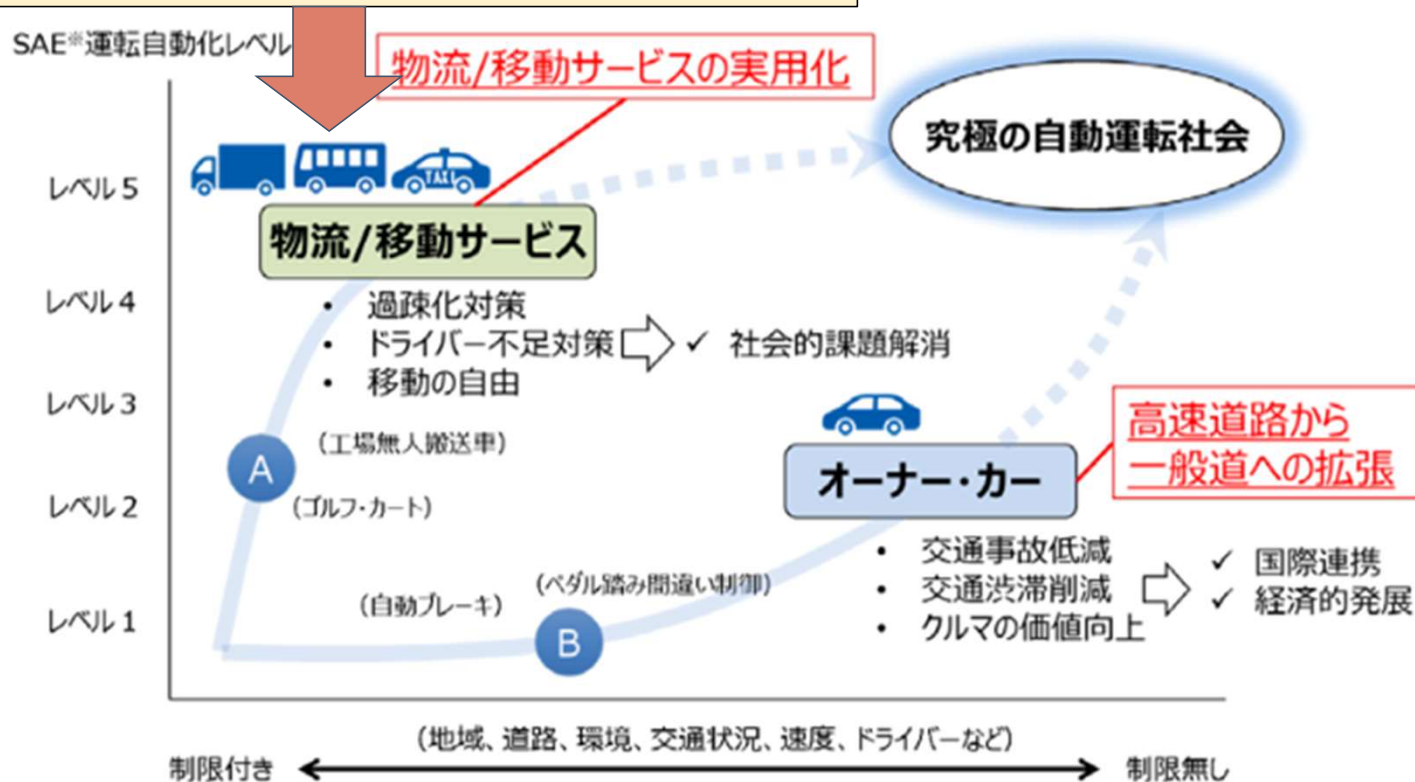 SAE※運転自動化レベル
物流/移動サービスの実用化
究極の自動運転社会
レベル 5
TAXI
物流/移動サービス
レベル 4
• 過疎化対策
• ドライバー不足対策
✓ 社会的課題解消
• 移動の自由
レベル 3
高速道路から
一般道への拡張
(工場無人搬送車)
A
オーナー・カー
レベル 2
(ゴルフ・カート)
• 交通事故低減
• 交通渋滞削減
• クルマの価値向上
✓ 国際連携
✓ 経済的発展
(ペダル踏み間違い制御)
(自動ブレーキ)
レベル 1
B
(地域、道路、環境、交通状況、速度、ドライバーなど)
制限付き
制限無し